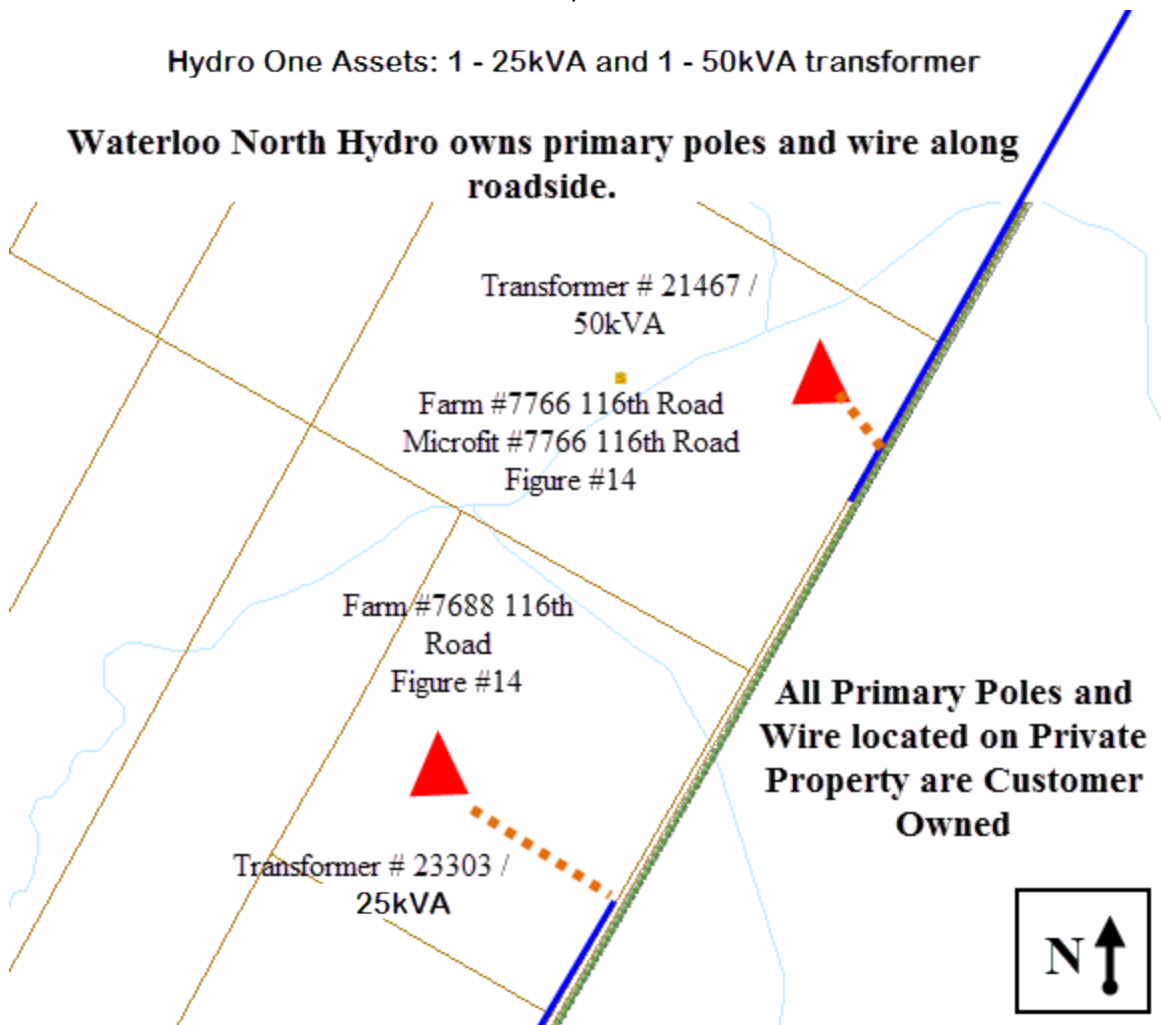 Hydro One Assets: 1 - 25kVA and 1 - 50kVA transformer
Waterloo North Hydro owns primary poles and wire along
roadside.
Transformer # 21467 /
50kVA
Farm #7766 116th Road
Microfit #7766 116th Road
Figure #14
Farm #7688 116th
Road
Figure #14
All Primary Poles and
Wire located on Private
Property are Customer
Owned
Transformer # 23303 /
25kVA
N